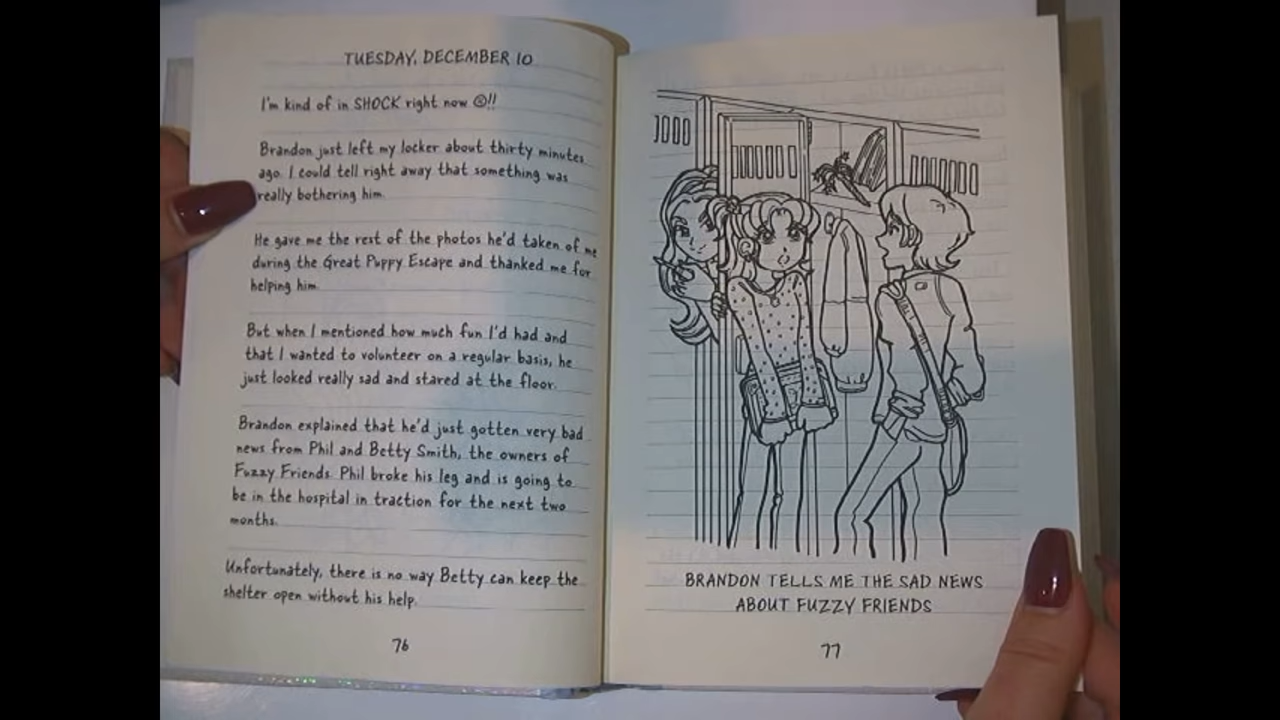 TUESDAY, DECEMBER 10
I'm kind of in SHOCK right now ☹!!
Brandon just left my locker about thirty minutes
ago. I could tell right away that something was
really bothering him.
He gave me the rest of the photos he'd taken of me
during the Great Puppy Escape and thanked me for
helping him.
But when I mentioned how much fun I'd had and
that I wanted to volunteer on a regular basis, he
just looked really sad and stared at the floor.
Brandon explained that he'd just gotten very bad
news from Phil and Betty Smith, the owners of
Fuzzy Friends. Phil broke his leg and is going to
be in the hospital in traction for the next two
months.
Unfortunately, there is no way Betty can keep the
shelter open without his help.
76
BRANDON TELLS ME THE SAD NEWS
ABOUT FUZZY FRIENDS
77